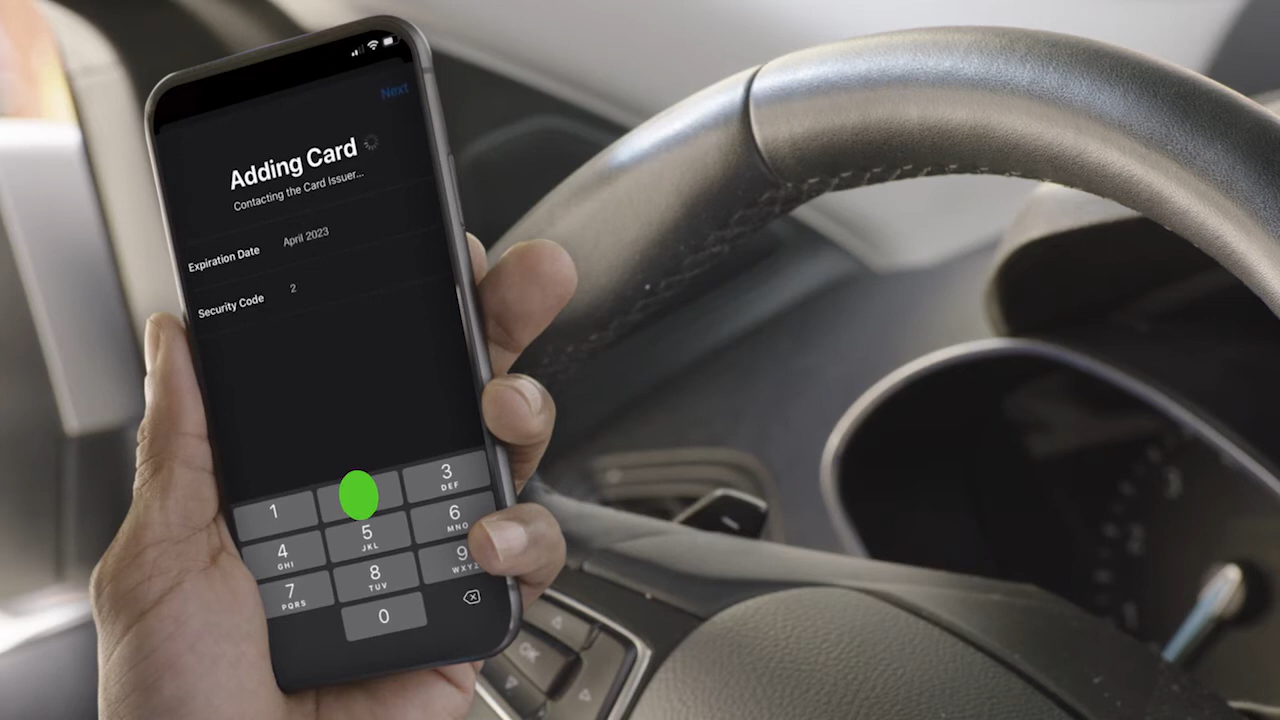 Next
Adding Card
Contacting the Card Issuer...
Expiration Date April 2023
Security Code 2
1
3
DEF
4
GHI
5
JKL
6
MNO
7
PQRS
8
TUV
9
WXYZ
0
OK